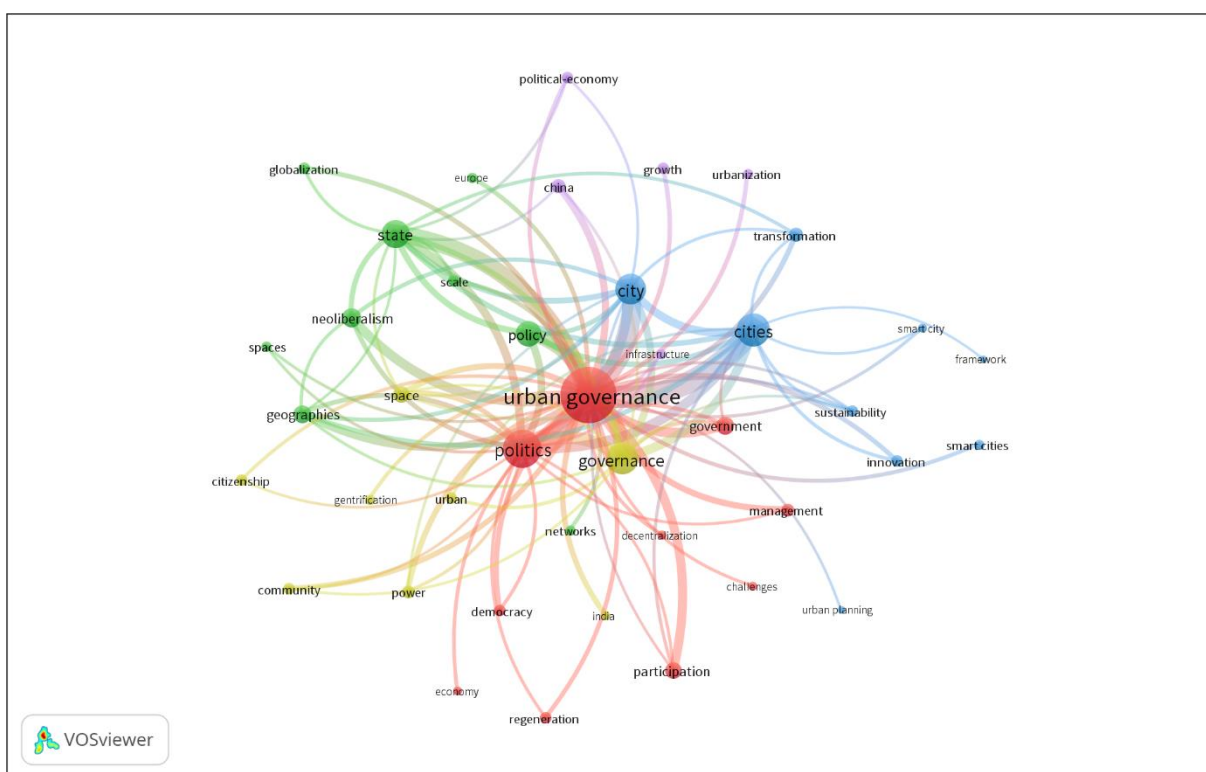 political-economy
globalization
europe
china
growth
urbanization
state
transformation
scale
city
neoliberalism
policy
cities
smart city
spaces
infrastructure
framework
space
urban governance
geographies
government
sustainability
politics
governance
smart cities
innovation
citizenship
gentrification
urban
management
networks
decentralization
community
power
democracy
india
challenges
urban planning
participation
economy
regeneration
VOSviewer